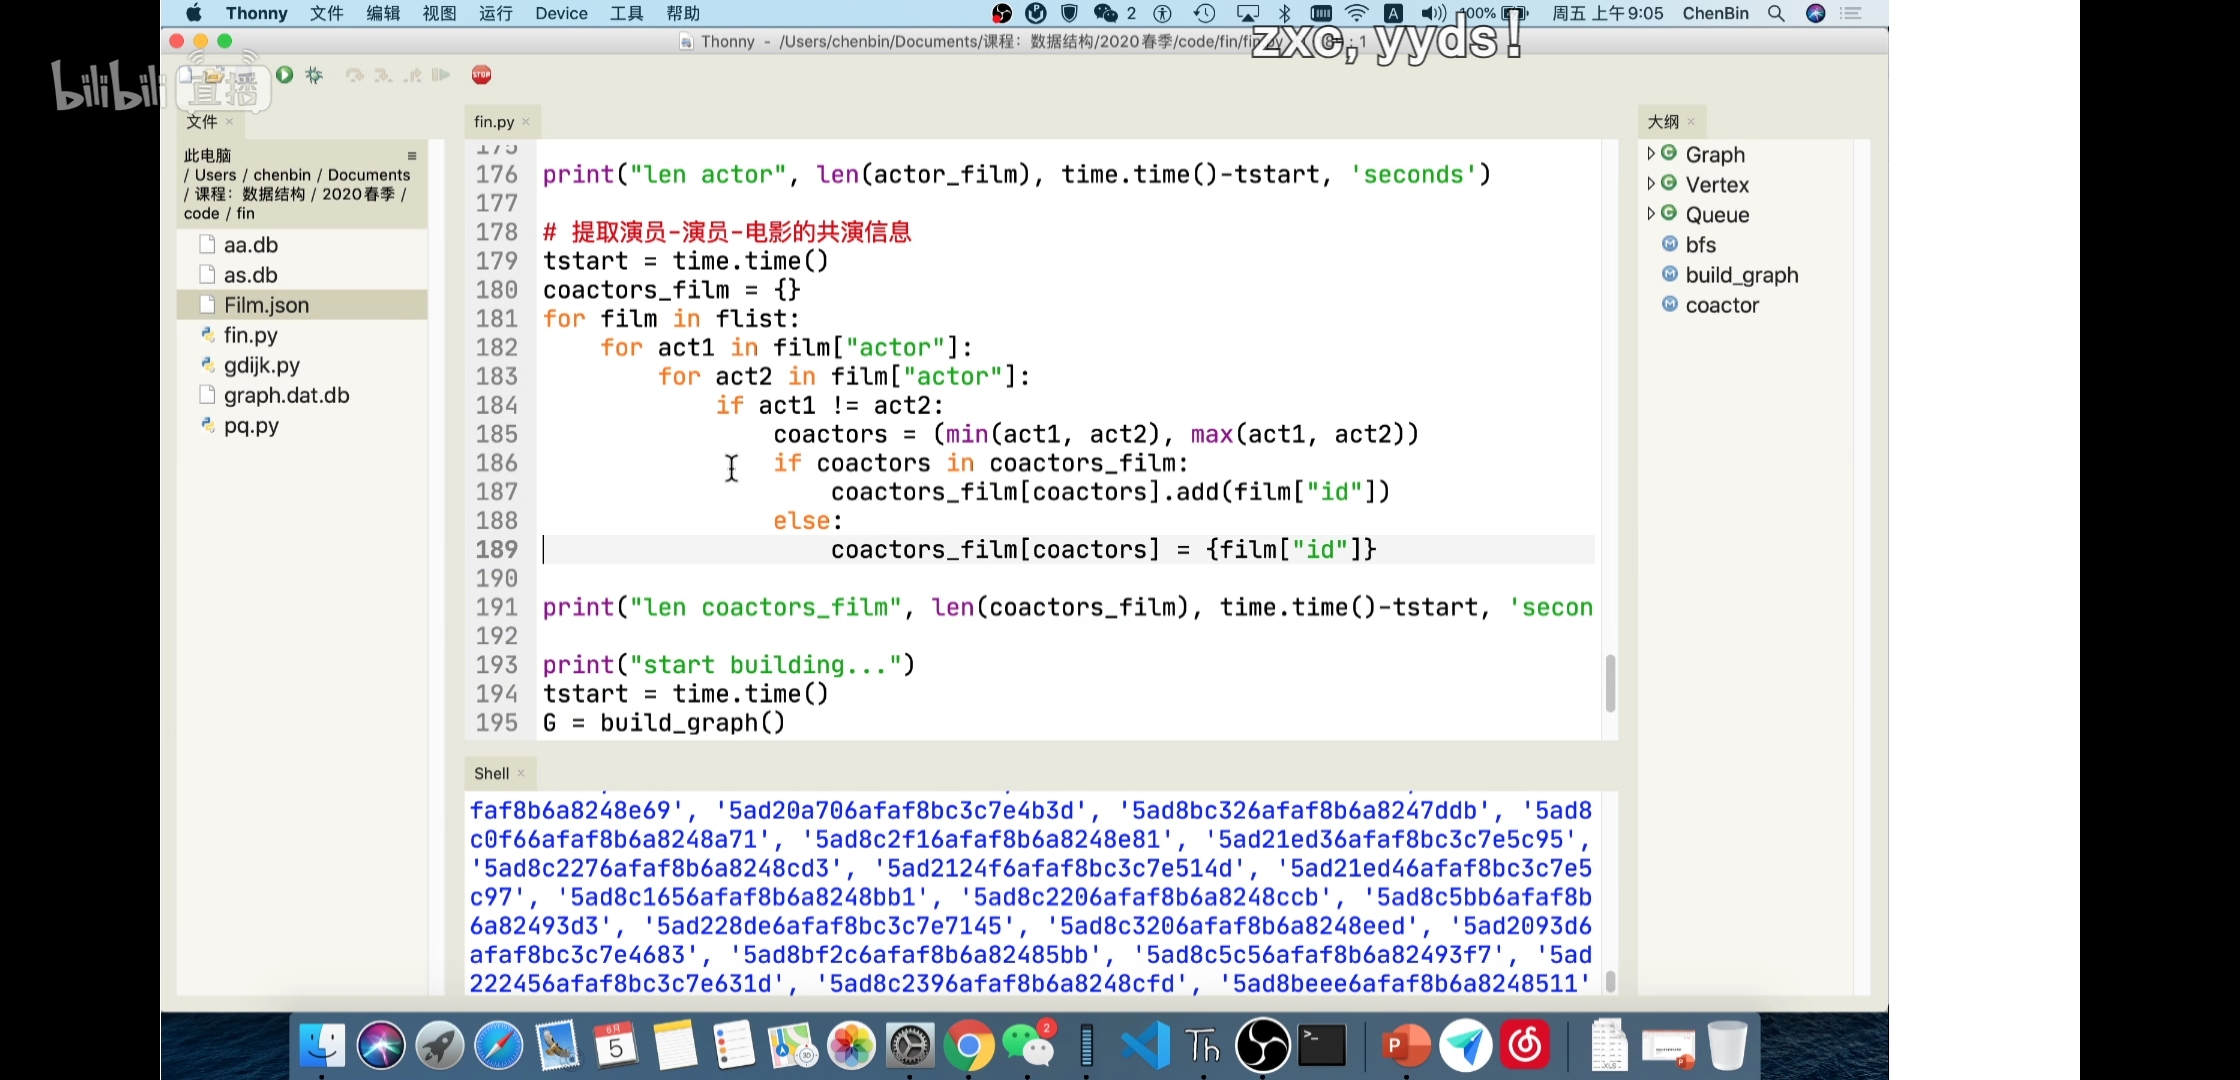 Thonny 文件 编辑 视图 运行 Device 工具 帮助 2 A 100% 周五 上午9:05 ChenBin
Thonny - /Users/chenbin/Documents/课程：数据结构/2020春季/code/fin/fin.py
zxc, yyds!
bilibili 直播
STOP
文件
此电脑
/ Users / chenbin / Documents
/ 课程：数据结构 / 2020春季 /
code / fin
aa.db
as.db
Film.json
fin.py
gdijk.py
graph.dat.db
pq.py
fin.py
175
176 print("len actor", len(actor_film), time.time()-tstart, 'seconds')
177
178 # 提取演员-演员-电影的共演信息
179 tstart = time.time()
180 coactors_film = {}
181 for film in flist:
182     for act1 in film["actor"]:
183         for act2 in film["actor"]:
184             if act1 != act2:
185                 coactors = (min(act1, act2), max(act1, act2))
186                 if coactors in coactors_film:
187                     coactors_film[coactors].add(film["id"])
188                 else:
189                     coactors_film[coactors] = {film["id"]}
190
191 print("len coactors_film", len(coactors_film), time.time()-tstart, 'secon
192
193 print("start building...")
194 tstart = time.time()
195 G = build_graph()
Shell
faf8b6a8248e69', '5ad20a706afaf8bc3c7e4b3d', '5ad8bc326afaf8b6a8247ddb', '5ad8
c0f66afaf8b6a8248a71', '5ad8c2f16afaf8b6a8248e81', '5ad21ed36afaf8bc3c7e5c95',
'5ad8c2276afaf8b6a8248cd3', '5ad2124f6afaf8bc3c7e514d', '5ad21ed46afaf8bc3c7e5
c97', '5ad8c1656afaf8b6a8248bb1', '5ad8c2206afaf8b6a8248ccb', '5ad8c5bb6afaf8b
6a82493d3', '5ad228de6afaf8bc3c7e7145', '5ad8c3206afaf8b6a8248eed', '5ad2093d6
afaf8bc3c7e4683', '5ad8bf2c6afaf8b6a82485bb', '5ad8c5c56afaf8b6a82493f7', '5ad
222456afaf8bc3c7e631d', '5ad8c2396afaf8b6a8248cfd', '5ad8beee6afaf8b6a8248511'
大纲
Graph
Vertex
Queue
bfs
build_graph
coactor
6月
5
3D
2
Th
P
.XLS